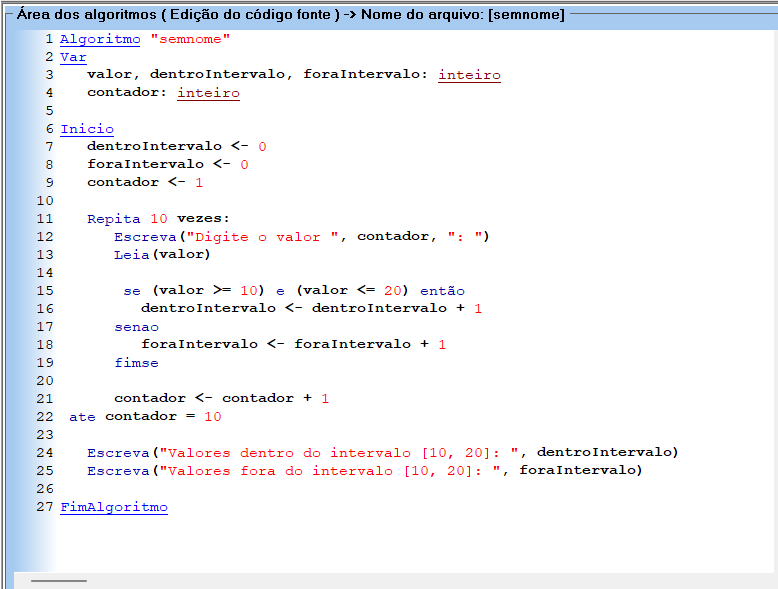 Área dos algoritmos ( Edição do código fonte ) -> Nome do arquivo: [semnome]
1 Algoritmo "semnome"
2 Var
3 valor, dentroIntervalo, foraIntervalo: inteiro
4 contador: inteiro
5
6 Inicio
7 dentroIntervalo <- 0
8 foraIntervalo <- 0
9 contador <- 1
10
11 Repita 10 vezes:
12 Escreva("Digite o valor ", contador, ": ")
13 Leia(valor)
14
15 se (valor >= 10) e (valor <= 20) então
16 dentroIntervalo <- dentroIntervalo + 1
17 senao
18 foraIntervalo <- foraIntervalo + 1
19 fimse
20
21 contador <- contador + 1
22 ate contador = 10
23
24 Escreva("Valores dentro do intervalo [10, 20]: ", dentroIntervalo)
25 Escreva("Valores fora do intervalo [10, 20]: ", foraIntervalo)
26
27 FimAlgoritmo